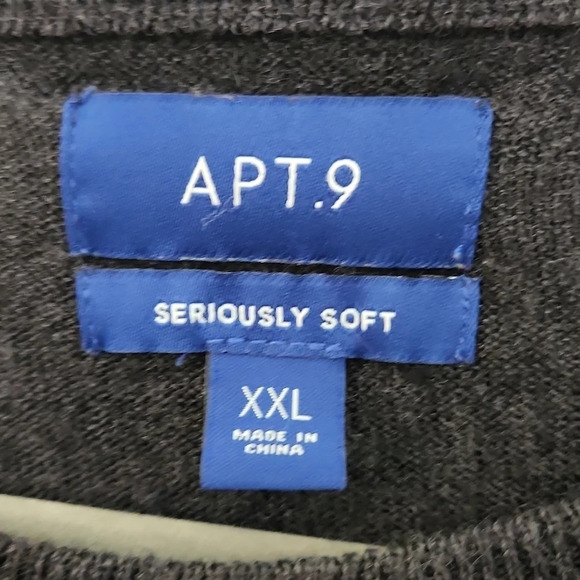 APT.9
SERIOUSLY SOFT
XXL
MADE IN
CHINA